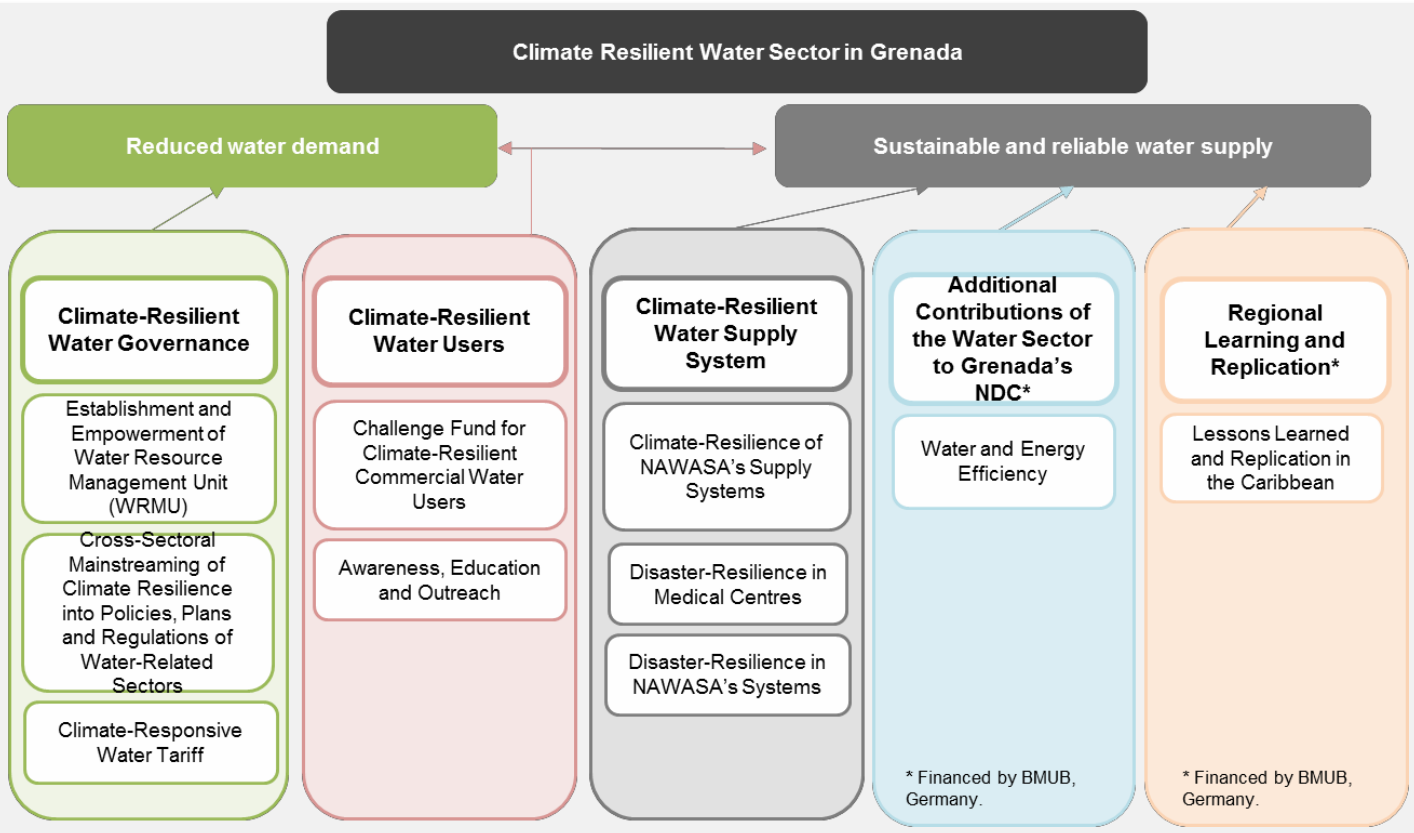 Climate Resilient Water Sector in Grenada
Reduced water demand
Sustainable and reliable water supply
Climate-Resilient
Water Governance
Establishment and
Empowerment of
Water Resource
Management Unit
(WRMU)
Cross-Sectoral
Mainstreaming of
Climate Resilience
into Policies, Plans
and Regulations of
Water-Related
Sectors
Climate-Responsive
Water Tariff
Climate-Resilient
Water Users
Challenge Fund for
Climate-Resilient
Commercial Water
Users
Awareness, Education
and Outreach
Climate-Resilient
Water Supply
System
Climate-Resilience of
NAWASA's Supply
Systems
Disaster-Resilience in
Medical Centres
Disaster-Resilience in
NAWASA's Systems
Additional
Contributions of
the Water Sector
to Grenada's
NDC*
Water and Energy
Efficiency
* Financed by BMUB,
Germany.
Regional
Learning and
Replication*
Lessons Learned
and Replication in
the Caribbean
* Financed by BMUB,
Germany.